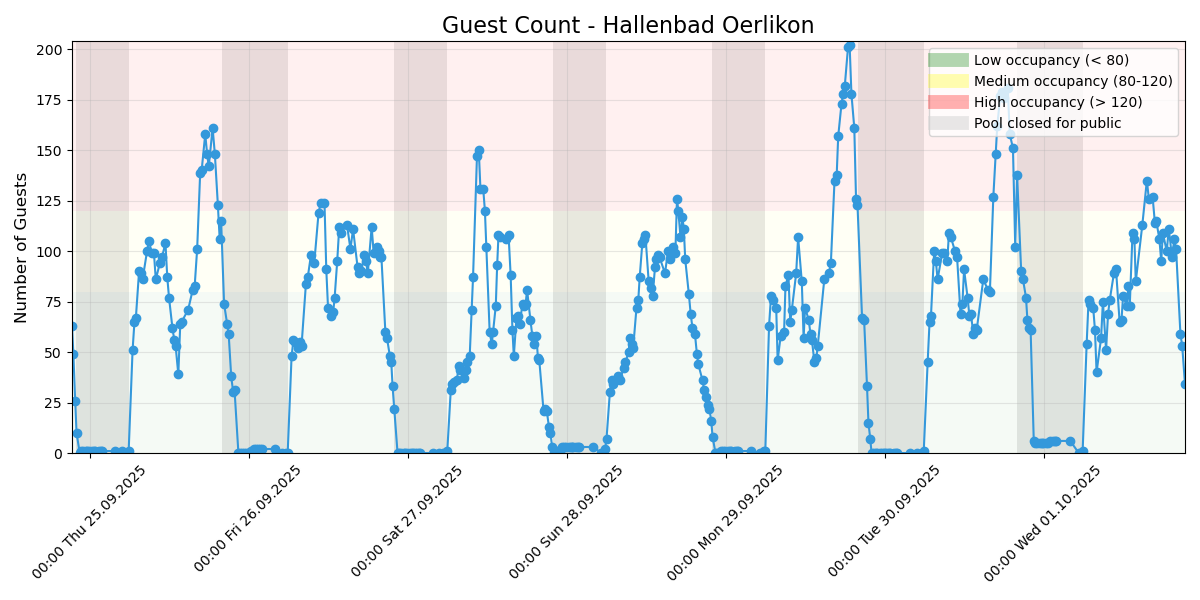 Guest Count - Hallenbad Oerlikon
Number of Guests
200
175
150
125
100
75
50
25
0
Low occupancy (< 80)
Medium occupancy (80-120)
High occupancy (> 120)
Pool closed for public
00:00 Thu 25.09.2025
00:00 Fri 26.09.2025
00:00 Sat 27.09.2025
00:00 Sun 28.09.2025
00:00 Mon 29.09.2025
00:00 Tue 30.09.2025
00:00 Wed 01.10.2025